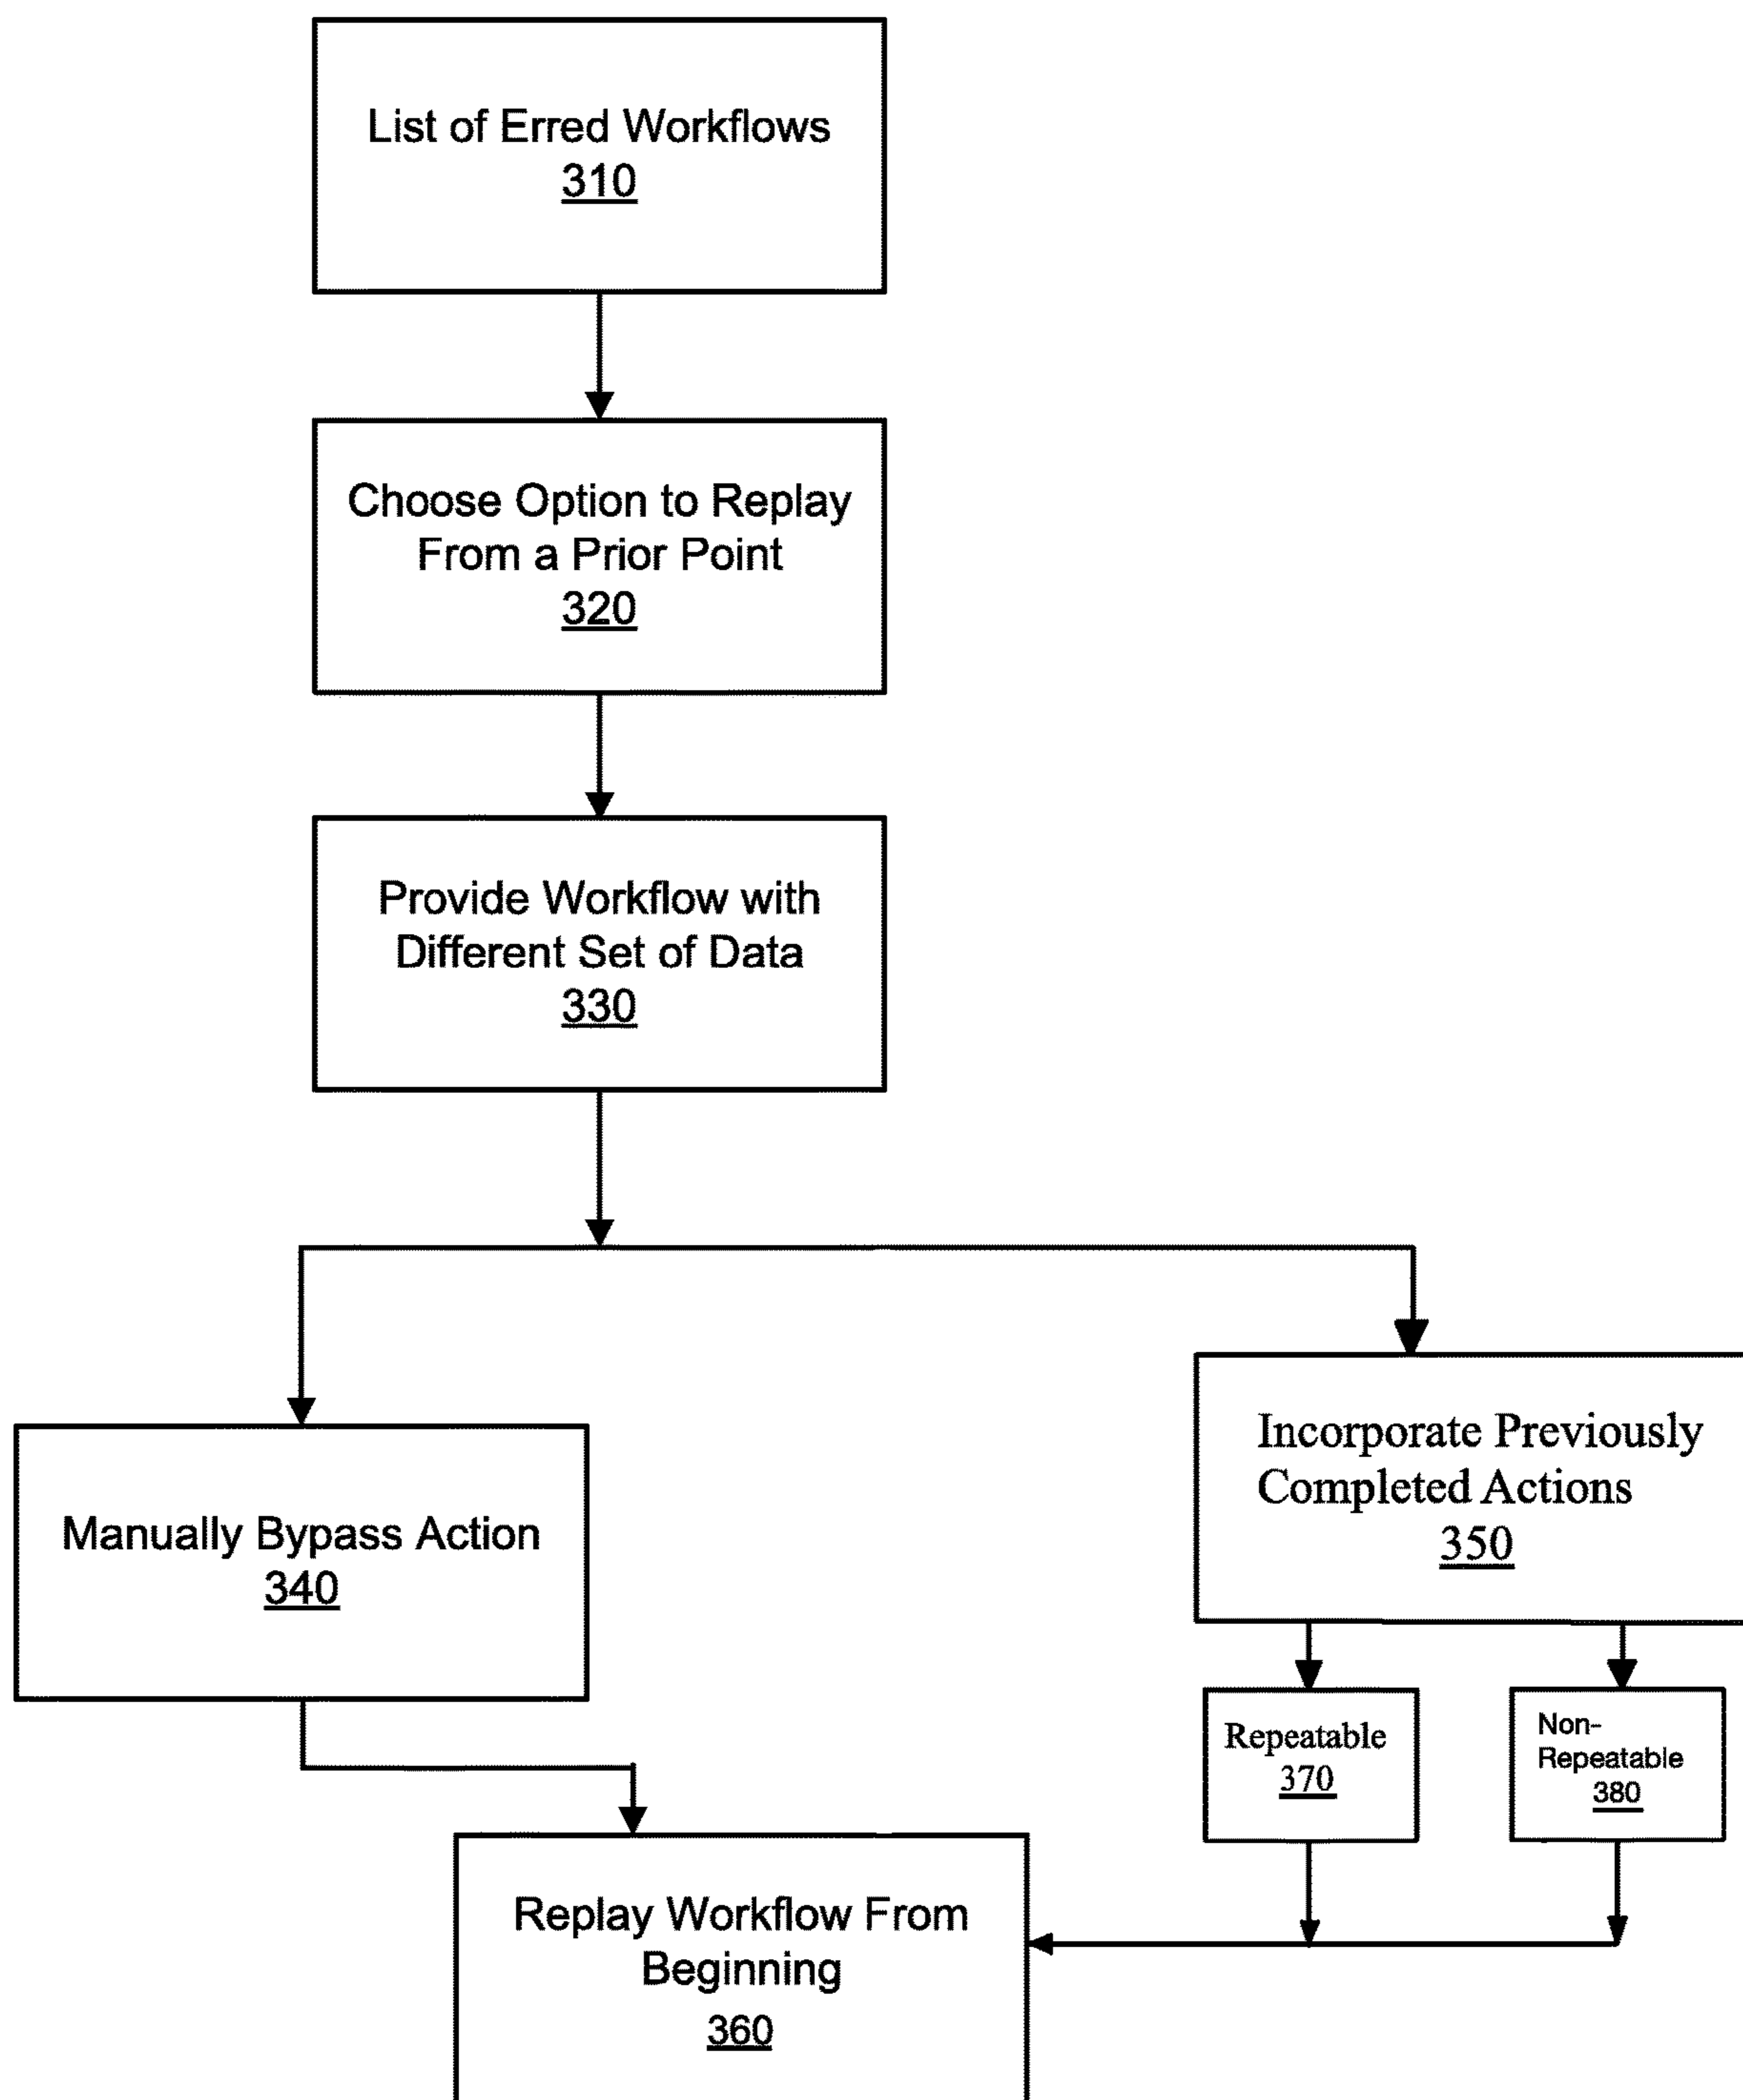 List of Erred Workflows
310
Choose Option to Replay
From a Prior Point
320
Provide Workflow with
Different Set of Data
330
Manually Bypass Action
340
Incorporate Previously
Completed Actions
350
Repeatable
370
Non-
Repeatable
380
Replay Workflow From
Beginning
360